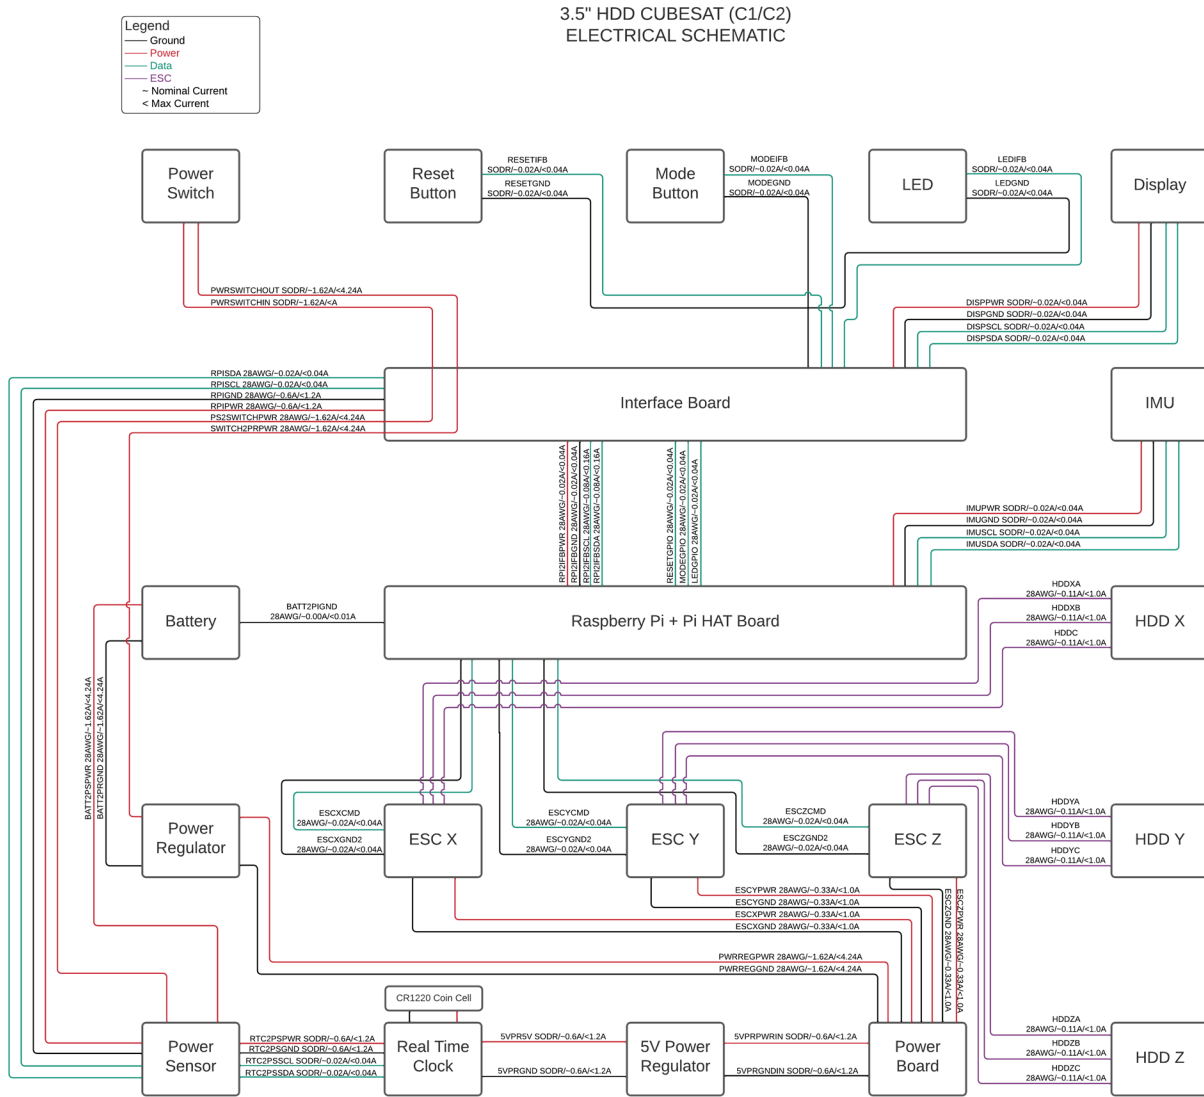 3.5" HDD CUBESAT (C1/C2)
ELECTRICAL SCHEMATIC
Legend
Ground
Power
Data
ESC
~ Nominal Current
< Max Current
Power
Switch
Reset
Button
RESETIFB
SODR/~0.02A/<0.04A
RESETGND
SODR/~0.02A/<0.04A
Mode
Button
MODEIFB
SODR/~0.02A/<0.04A
MODEGND
SODR/~0.02A/<0.04A
LED
LEDIFB
SODR/~0.02A/<0.04A
LEDGND
SODR/~0.02A/<0.04A
Display
PWRSWITCHOUT SODR/~1.62A/<4.24A
PWRSWITCHIN SODR/~1.62A/<A
DISPPWR SODR/~0.02A/<0.04A
DISPGND SODR/~0.02A/<0.04A
DISPSCL SODR/~0.02A/<0.04A
DISPSDA SODR/~0.02A/<0.04A
RPISDA 28AWG/~0.02A/<0.04A
RPISCL 28AWG/~0.02A/<0.04A
RPIGND 28AWG/~0.6A/<1.2A
RPIPWR 28AWG/~0.6A/<1.2A
PS2SWITCHPWR 28AWG/~1.62A/<4.24A
SWITCH2PRPWR 28AWG/~1.62A/<4.24A
Interface Board
IMU
RPI2IFBPWR 28AWG/~0.02A/<0.04A
RPI2IFBGND 28AWG/~0.02A/<0.04A
RPI2IFBSCL 28AWG/~0.08A/<0.16A
RPI2IFBSDA 28AWG/~0.08A/<0.16A
RESETGPIO 28AWG/~0.02A/<0.04A
MODEGPIO 28AWG/~0.02A/<0.04A
LEDGPIO 28AWG/~0.02A/<0.04A
IMUPWR SODR/~0.02A/<0.04A
IMUGND SODR/~0.02A/<0.04A
IMUSCL SODR/~0.02A/<0.04A
IMUSDA SODR/~0.02A/<0.04A
Battery
BATT2PIGND
28AWG/~0.00A/<0.01A
Raspberry Pi + Pi HAT Board
HDDXA
28AWG/~0.11A/<1.0A
HDDXB
28AWG/~0.11A/<1.0A
HDDC
28AWG/~0.11A/<1.0A
HDD X
BATT2PSPWR 28AWG/~1.62A/<4.24A
BATT2PRGND 28AWG/~1.62A/<4.24A
Power
Regulator
ESCXCMD
28AWG/~0.02A/<0.04A
ESCXGND2
28AWG/~0.02A/<0.04A
ESC X
ESCYCMD
28AWG/~0.02A/<0.04A
ESCYGND2
28AWG/~0.02A/<0.04A
ESC Y
ESCZCMD
28AWG/~0.02A/<0.04A
ESCZGND2
28AWG/~0.02A/<0.04A
ESC Z
HDDYA
28AWG/~0.11A/<1.0A
HDDYB
28AWG/~0.11A/<1.0A
HDDYC
28AWG/~0.11A/<1.0A
HDD Y
ESCYPWR 28AWG/~0.33A/<1.0A
ESCYGND 28AWG/~0.33A/<1.0A
ESCXPWR 28AWG/~0.33A/<1.0A
ESCXGND 28AWG/~0.33A/<1.0A
ESCZGND 28AWG/~0.33A/<1.0A
ESCZPWR 28AWG/~0.33A/<1.0A
PWRREGPWR 28AWG/~1.62A/<4.24A
PWRREGGND 28AWG/~1.62A/<4.24A
CR1220 Coin Cell
Power
Sensor
RTC2PSPWR SODR/~0.6A/<1.2A
RTC2PSGND SODR/~0.6A/<1.2A
RTC2PSSCL SODR/~0.02A/<0.04A
RTC2PSSDA SODR/~0.02A/<0.04A
Real Time
Clock
5VPR5V SODR/~0.6A/<1.2A
5VPRGND SODR/~0.6A/<1.2A
5V Power
Regulator
5VPRPWRIN SODR/~0.6A/<1.2A
5VPRGNDIN SODR/~0.6A/<1.2A
Power
Board
HDDZA
28AWG/~0.11A/<1.0A
HDDZB
28AWG/~0.11A/<1.0A
HDDZC
28AWG/~0.11A/<1.0A
HDD Z